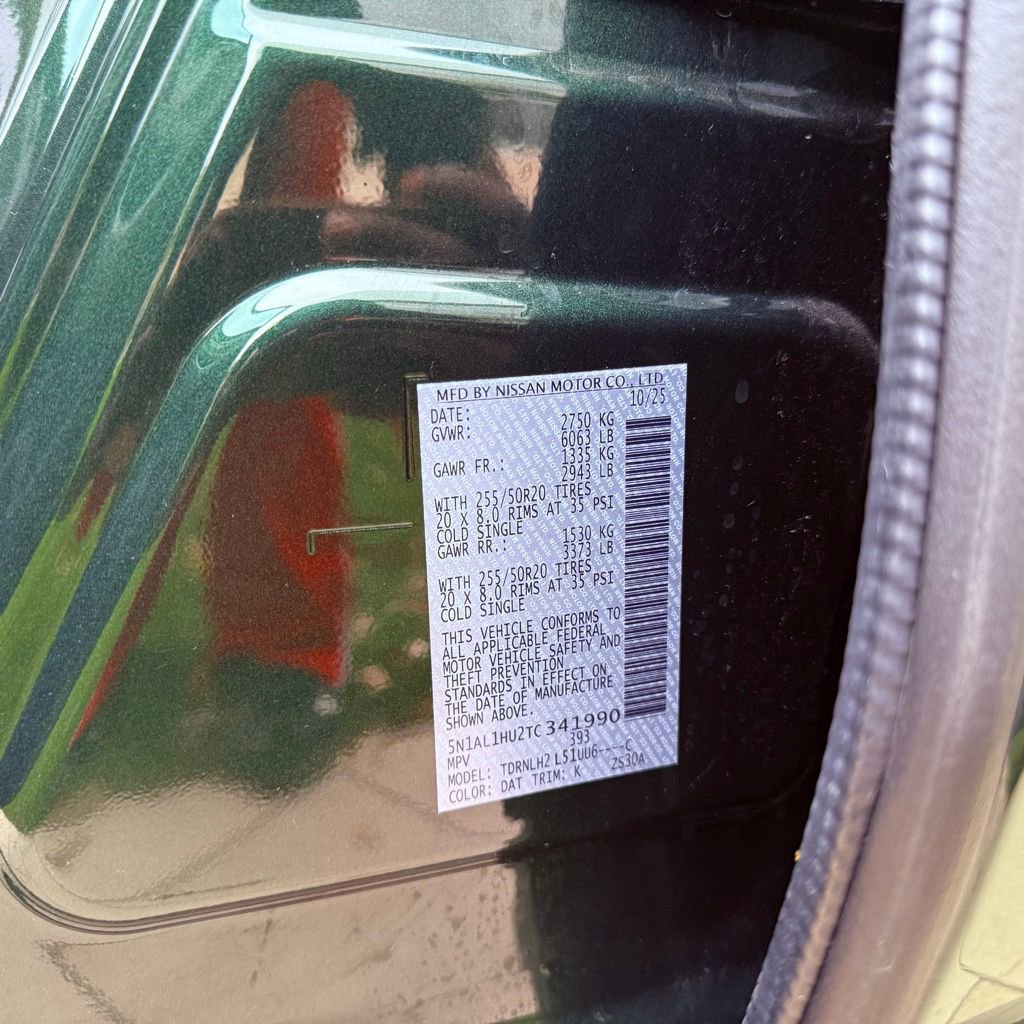 MFD BY NISSAN MOTOR CO., LTD
DATE: 10/25
GVWR: 2750 KG
6063 LB
GAWR FR.: 1335 KG
2943 LB
WITH 255/50R20 TIRES
20 X 8.0 RIMS AT 35 PSI
COLD SINGLE
GAWR RR.: 1530 KG
3373 LB
WITH 255/50R20 TIRES
20 X 8.0 RIMS AT 35 PSI
COLD SINGLE
THIS VEHICLE CONFORMS TO
ALL APPLICABLE FEDERAL
MOTOR VEHICLE SAFETY AND
THEFT PREVENTION
STANDARDS IN EFFECT ON
THE DATE OF MANUFACTURE
SHOWN ABOVE.
5N1AL1HU2TC341990
MPV 393
MODEL: TDRNLH2 L51UU6----C
COLOR: DAT TRIM: K ZS30A